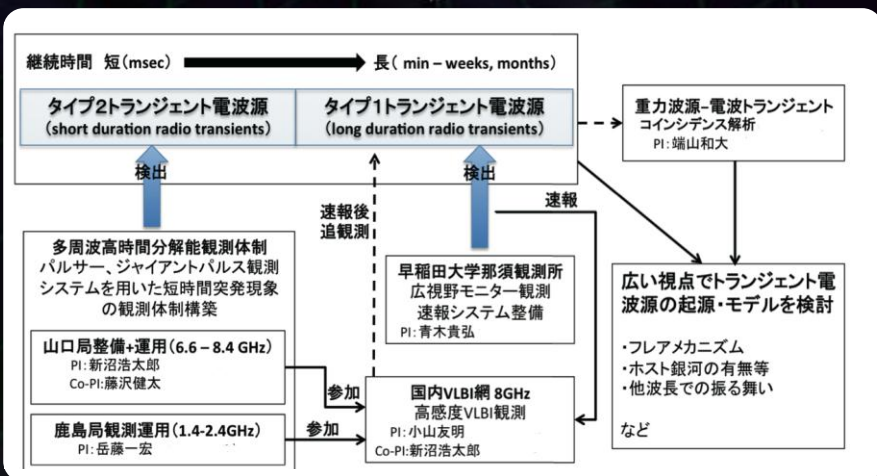 継続時間 短(msec) 長( min – weeks, months)
タイプ2トランジェント電波源
(short duration radio transients)
タイプ1トランジェント電波源
(long duration radio transients)
重力波源–電波トランジェント
コインシデンス解析
PI: 端山和大
検出
検出
速報後
追観測
速報
多周波高時間分解能観測体制
パルサー、ジャイアントパルス観測
システムを用いた短時間突発現象
の観測体制構築
早稲田大学那須観測所
広視野モニター観測
速報システム整備
PI: 青木貴弘
広い視点でトランジェント電
波源の起源・モデルを検討
・フレアメカニズム
・ホスト銀河の有無等
・他波長での振る舞い
など
山口局整備+運用(6.6 – 8.4 GHz)
PI: 新沼浩太郎
Co-PI: 藤沢健太
参加
国内VLBI網 8GHz
高感度VLBI観測
PI: 小山友明
Co-PI:新沼浩太郎
鹿島局観測運用(1.4-2.4GHz)
PI: 岳藤一宏
参加